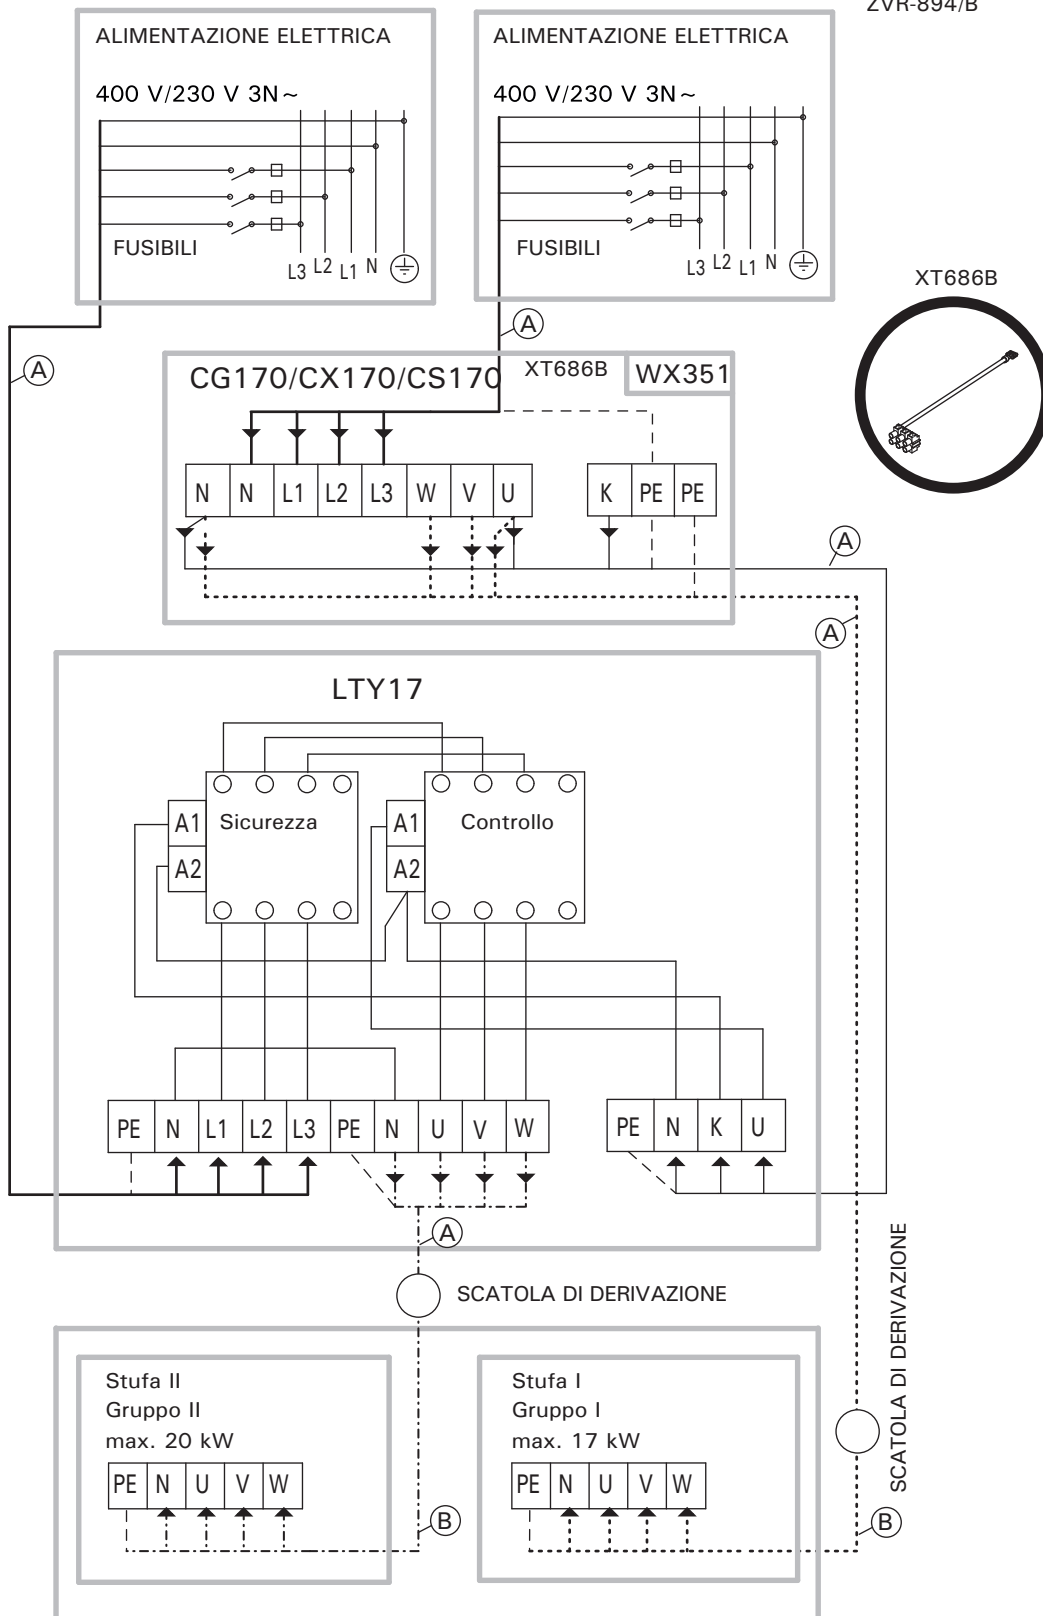 ZVR-894/B
ALIMENTAZIONE ELETTRICA
400 V/230 V 3N~
FUSIBILI
L3 L2 L1 N
ALIMENTAZIONE ELETTRICA
400 V/230 V 3N~
FUSIBILI
L3 L2 L1 N
XT686B
A
A
CG170/CX170/CS170
XT686B
WX351
N N L1 L2 L3 W V U
K PE PE
A
A
LTY17
A1
Sicurezza
A2
A1
Controllo
A2
PE N L1 L2 L3 PE N U V W
PE N K U
A
SCATOLA DI DERIVAZIONE
SCATOLA DI DERIVAZIONE
Stufa II
Gruppo II
max. 20 kW
PE N U V W
B
Stufa I
Gruppo I
max. 17 kW
PE N U V W
B